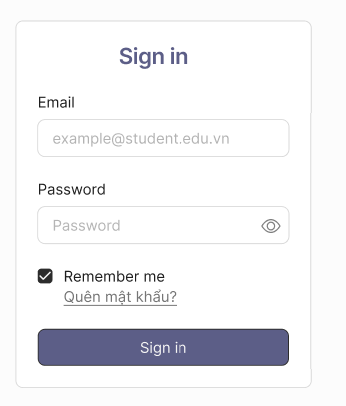 Sign in
Email
example@student.edu.vn
Password
Password
Remember me
Quên mật khẩu?
Sign in